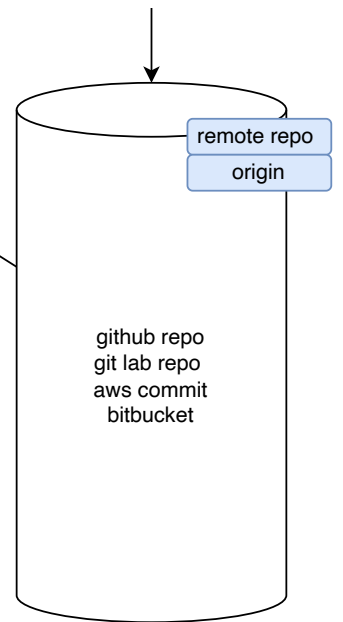 remote repo
origin
github repo
git lab repo
aws commit
bitbucket